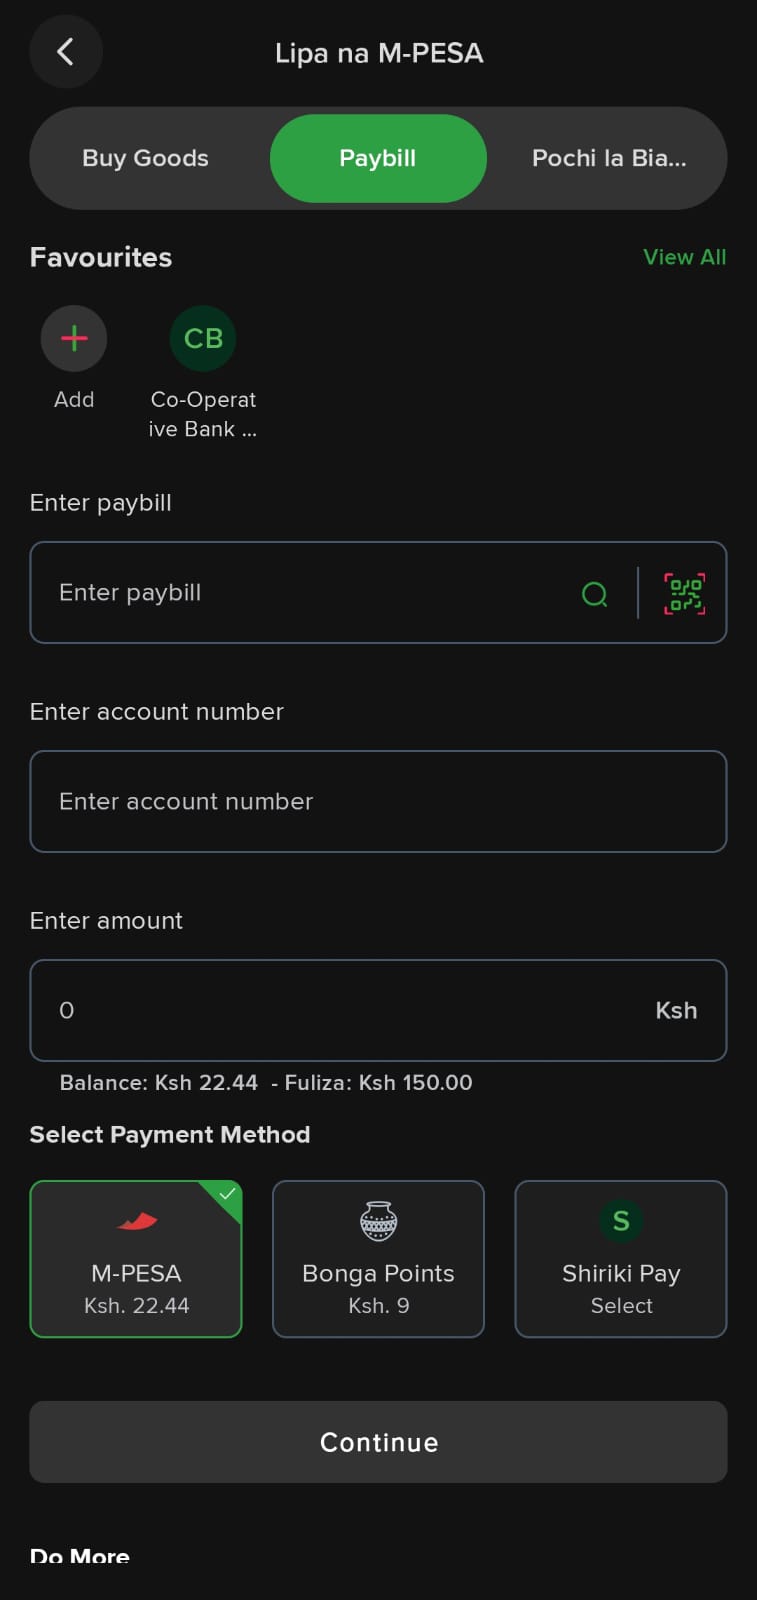 Lipa na M-PESA
Buy Goods
Paybill
Pochi la Bia...
Favourites
View All
CB
Add
Co-Operat
ive Bank ...
Enter paybill
Enter paybill
Enter account number
Enter account number
Enter amount
0
Ksh
Balance: Ksh 22.44 - Fuliza: Ksh 150.00
Select Payment Method
M-PESA
Ksh. 22.44
Bonga Points
Ksh. 9
S
Shiriki Pay
Select
Continue
Do More